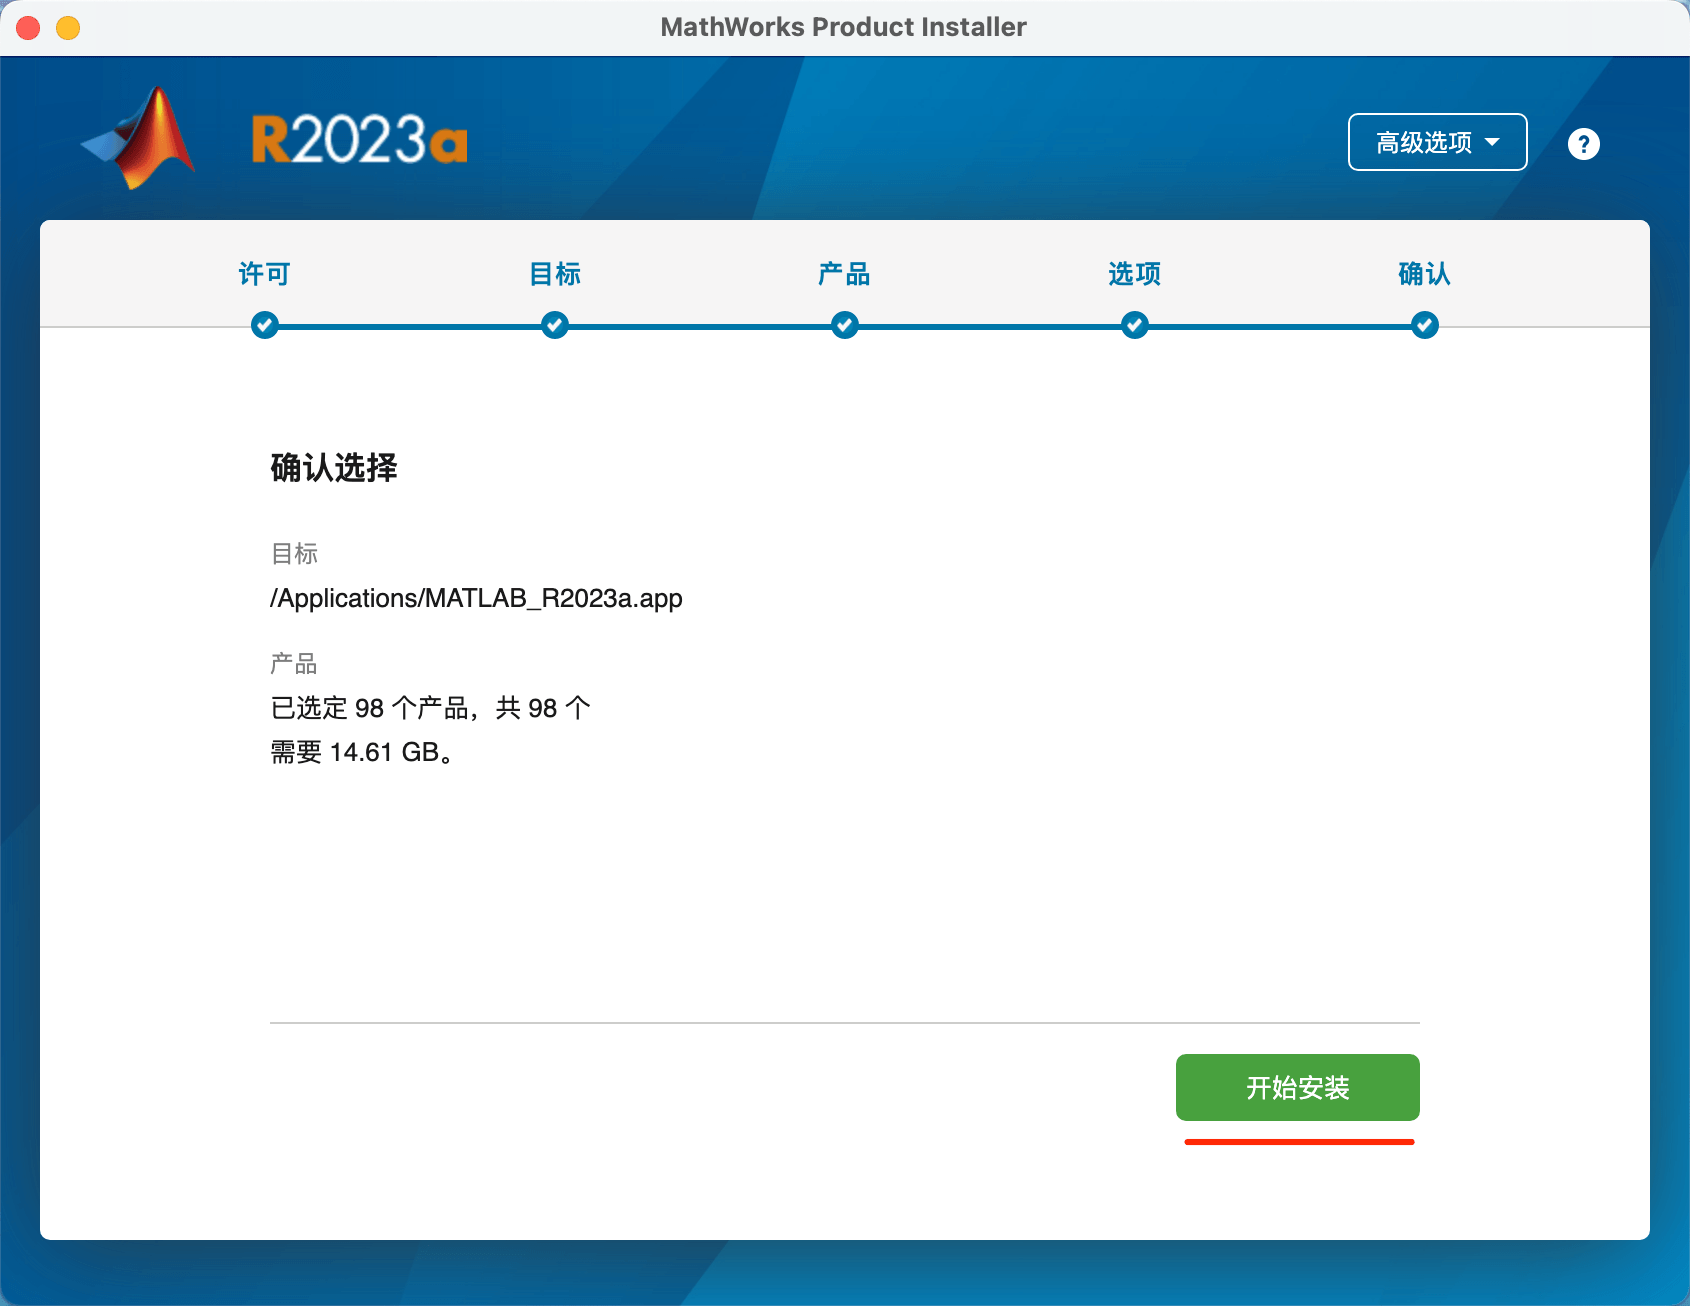 MathWorks Product Installer
R2023a
高级选项
?
许可 目标 产品 选项 确认
确认选择
目标
/Applications/MATLAB_R2023a.app
产品
已选定 98 个产品，共 98 个
需要 14.61 GB。
开始安装